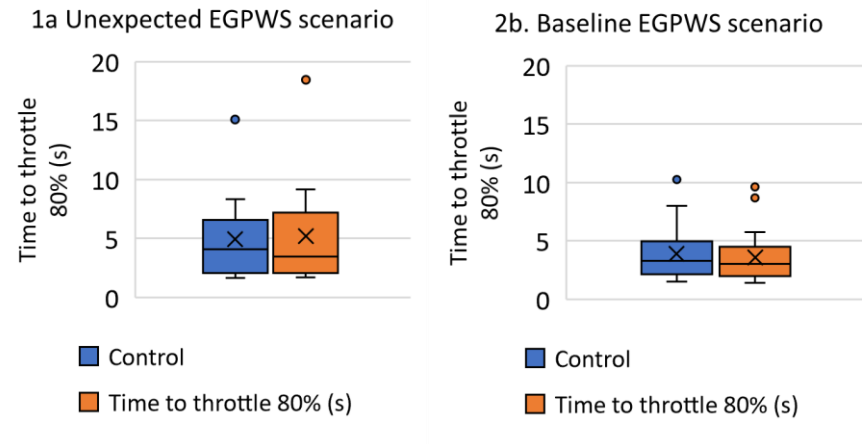 1a Unexpected EGPWS scenario
Time to throttle
80% (s)
20
15
10
5
0
Control
Time to throttle 80% (s)
2b. Baseline EGPWS scenario
Time to throttle
80% (s)
20
15
10
5
0
Control
Time to throttle 80% (s)